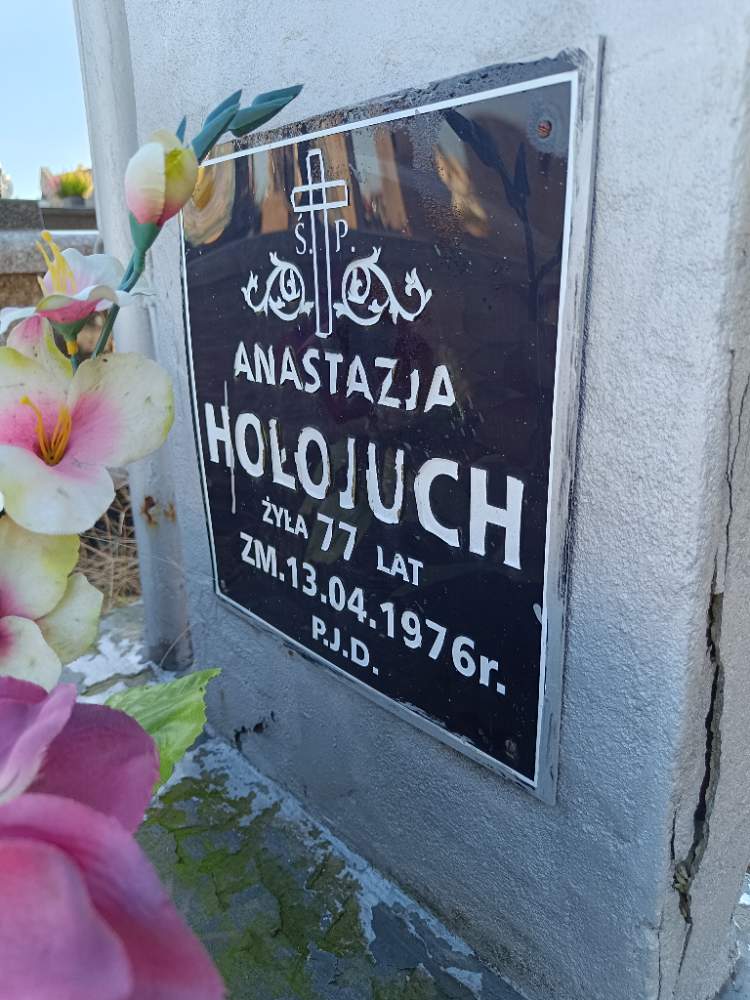 Ś. P.
ANASTAZJA
HOŁOJUCH
ŻYŁA 77 LAT
ZM.13.04.1976r.
P.J.D.